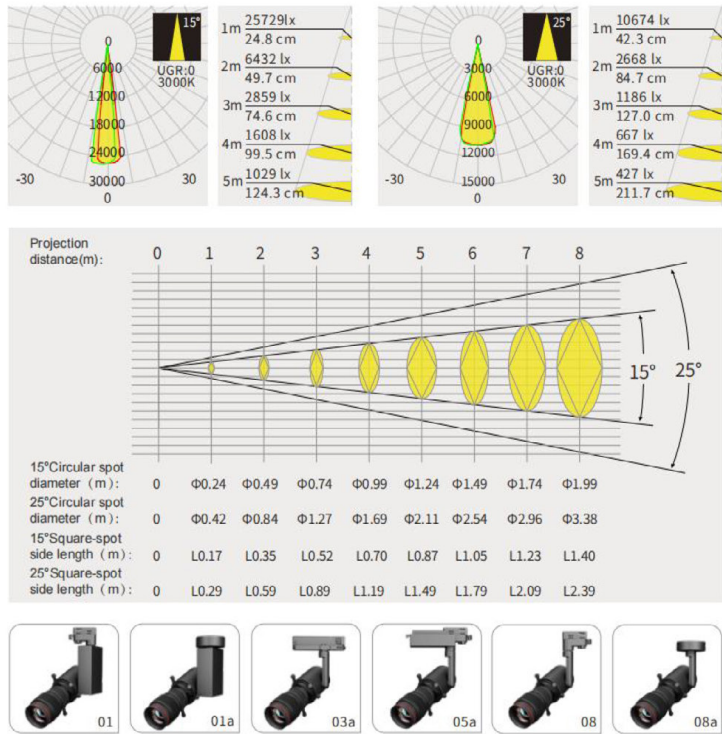 15°
0
6000
UGR:0
3000K
12000
18000
24000
-30
30000
30
0
1m
25729lx
24.8 cm
2m
6432 lx
49.7 cm
3m
2859 lx
74.6 cm
4m
1608 lx
99.5 cm
5m
1029 lx
124.3 cm
25°
0
3000
UGR:0
3000K
6000
9000
12000
-30
15000
30
0
1m
10674 lx
42.3 cm
2m
2668 lx
84.7 cm
3m
1186 lx
127.0 cm
4m
667 lx
169.4 cm
5m
427 lx
211.7 cm
Projection
distance(m): 0 1 2 3 4 5 6 7 8
15° 25°
15°Circular spot
diameter（m）: 0 Φ0.24 Φ0.49 Φ0.74 Φ0.99 Φ1.24 Φ1.49 Φ1.74 Φ1.99
25°Circular spot
diameter（m）: 0 Φ0.42 Φ0.84 Φ1.27 Φ1.69 Φ2.11 Φ2.54 Φ2.96 Φ3.38
15°Square-spot
side length（m）: 0 L0.17 L0.35 L0.52 L0.70 L0.87 L1.05 L1.23 L1.40
25°Square-spot
side length（m）: 0 L0.29 L0.59 L0.89 L1.19 L1.49 L1.79 L2.09 L2.39
01 01a 03a 05a 08 08a